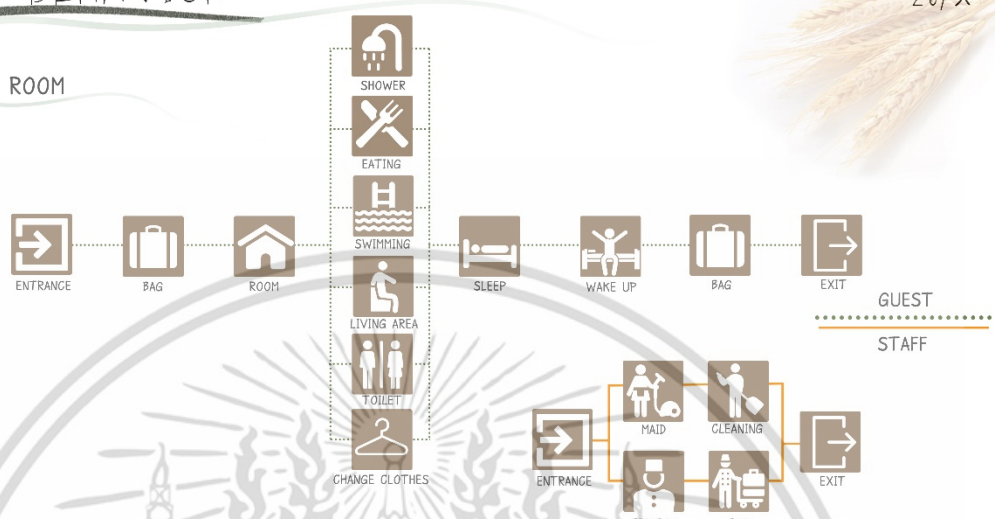 ROOM
SHOWER
EATING
SWIMMING
LIVING AREA
TOILET
CHANGE CLOTHES
ENTRANCE
BAG
ROOM
SLEEP
WAKE UP
BAG
EXIT
GUEST
STAFF
MAID
CLEANING
ENTRANCE
EXIT